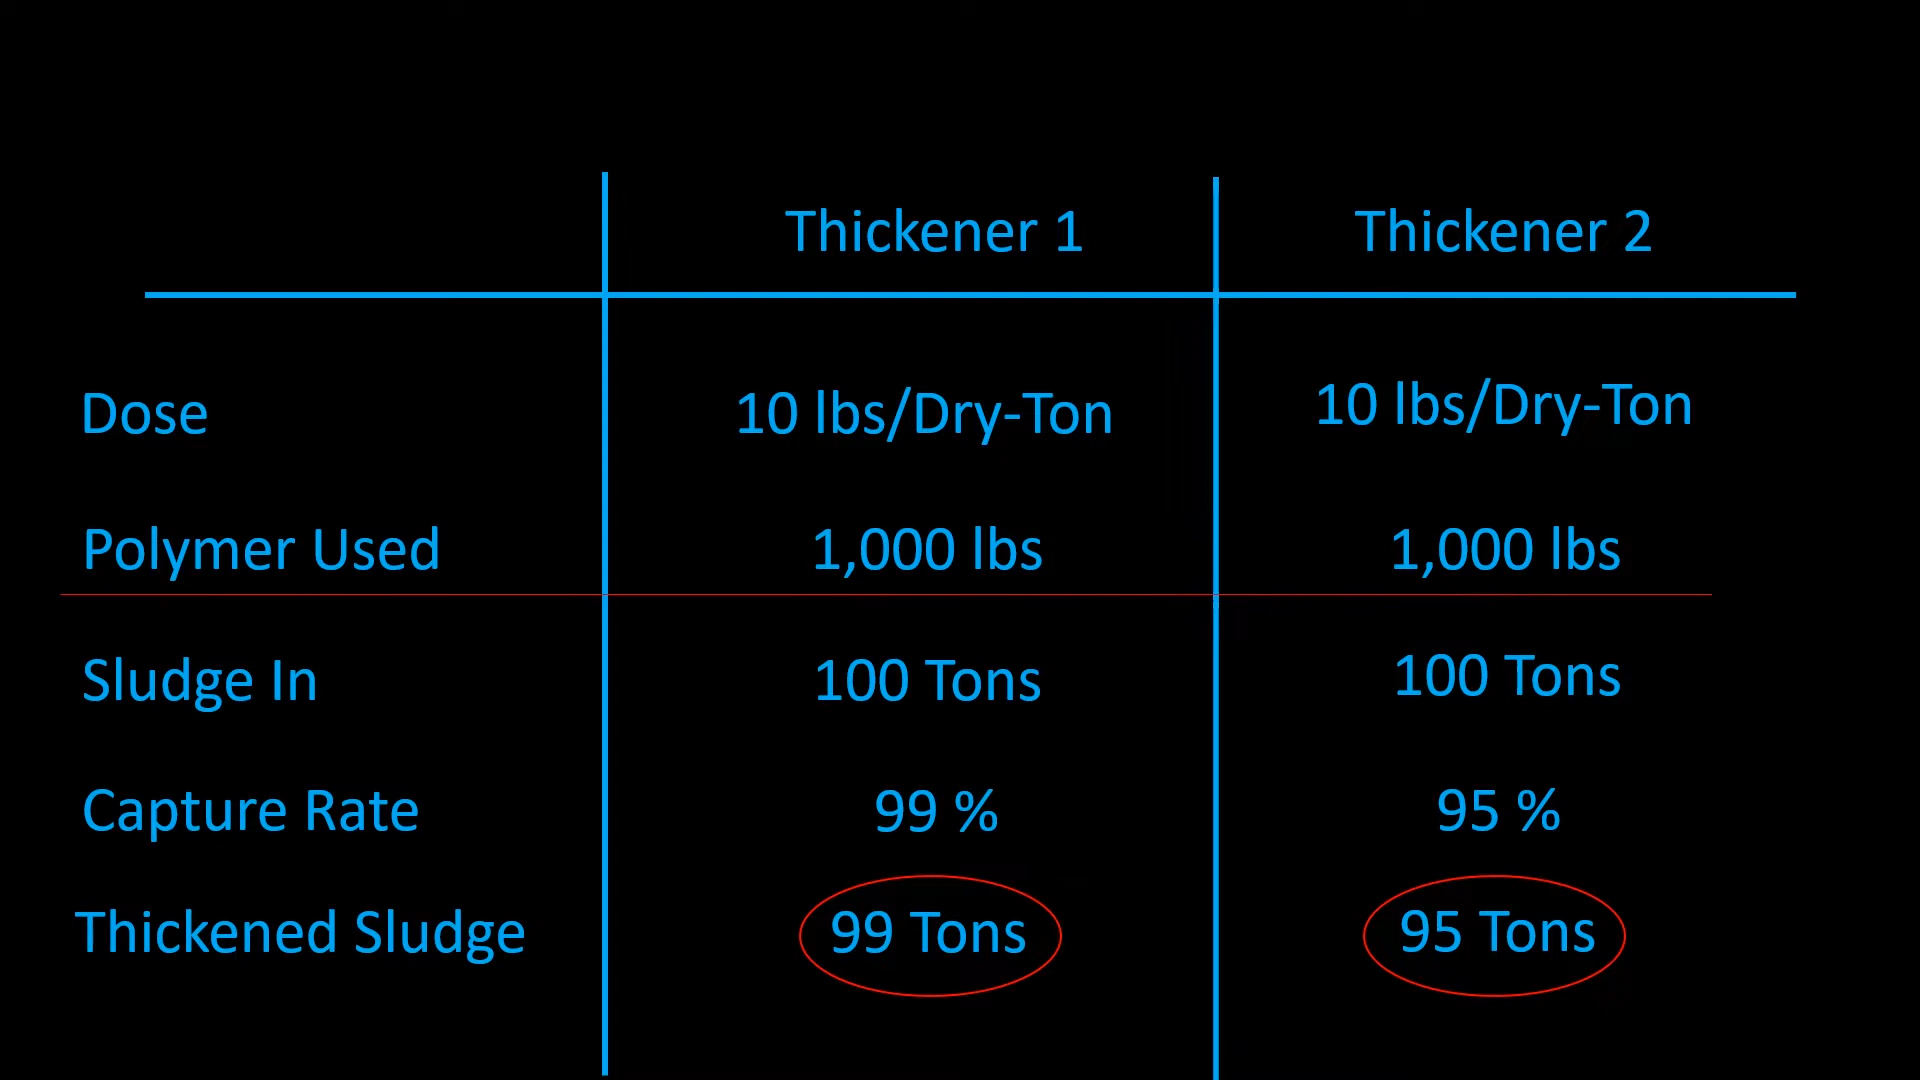 Thickener 1 Thickener 2
Dose 10 lbs/Dry-Ton 10 lbs/Dry-Ton
Polymer Used 1,000 lbs 1,000 lbs
Sludge In 100 Tons 100 Tons
Capture Rate 99 % 95 %
Thickened Sludge 99 Tons 95 Tons